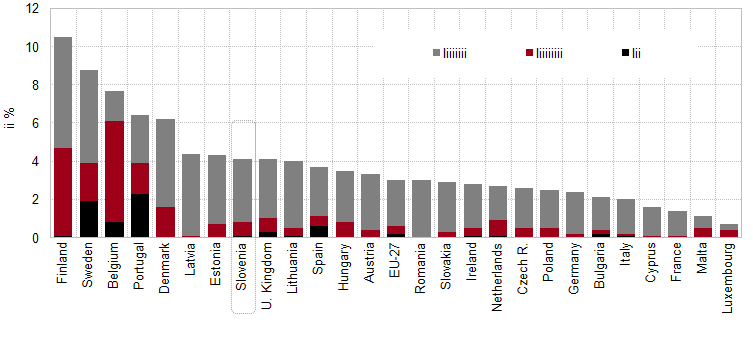 12
10
8
6
4
2
0
ii %
liiiiiii
liiiiiiii
lii
Finland
Sweden
Belgium
Portugal
Denmark
Latvia
Estonia
Slovenia
U. Kingdom
Lithuania
Spain
Hungary
Austria
EU-27
Romania
Slovakia
Ireland
Netherlands
Czech R.
Poland
Germany
Bulgaria
Italy
Cyprus
France
Malta
Luxembourg